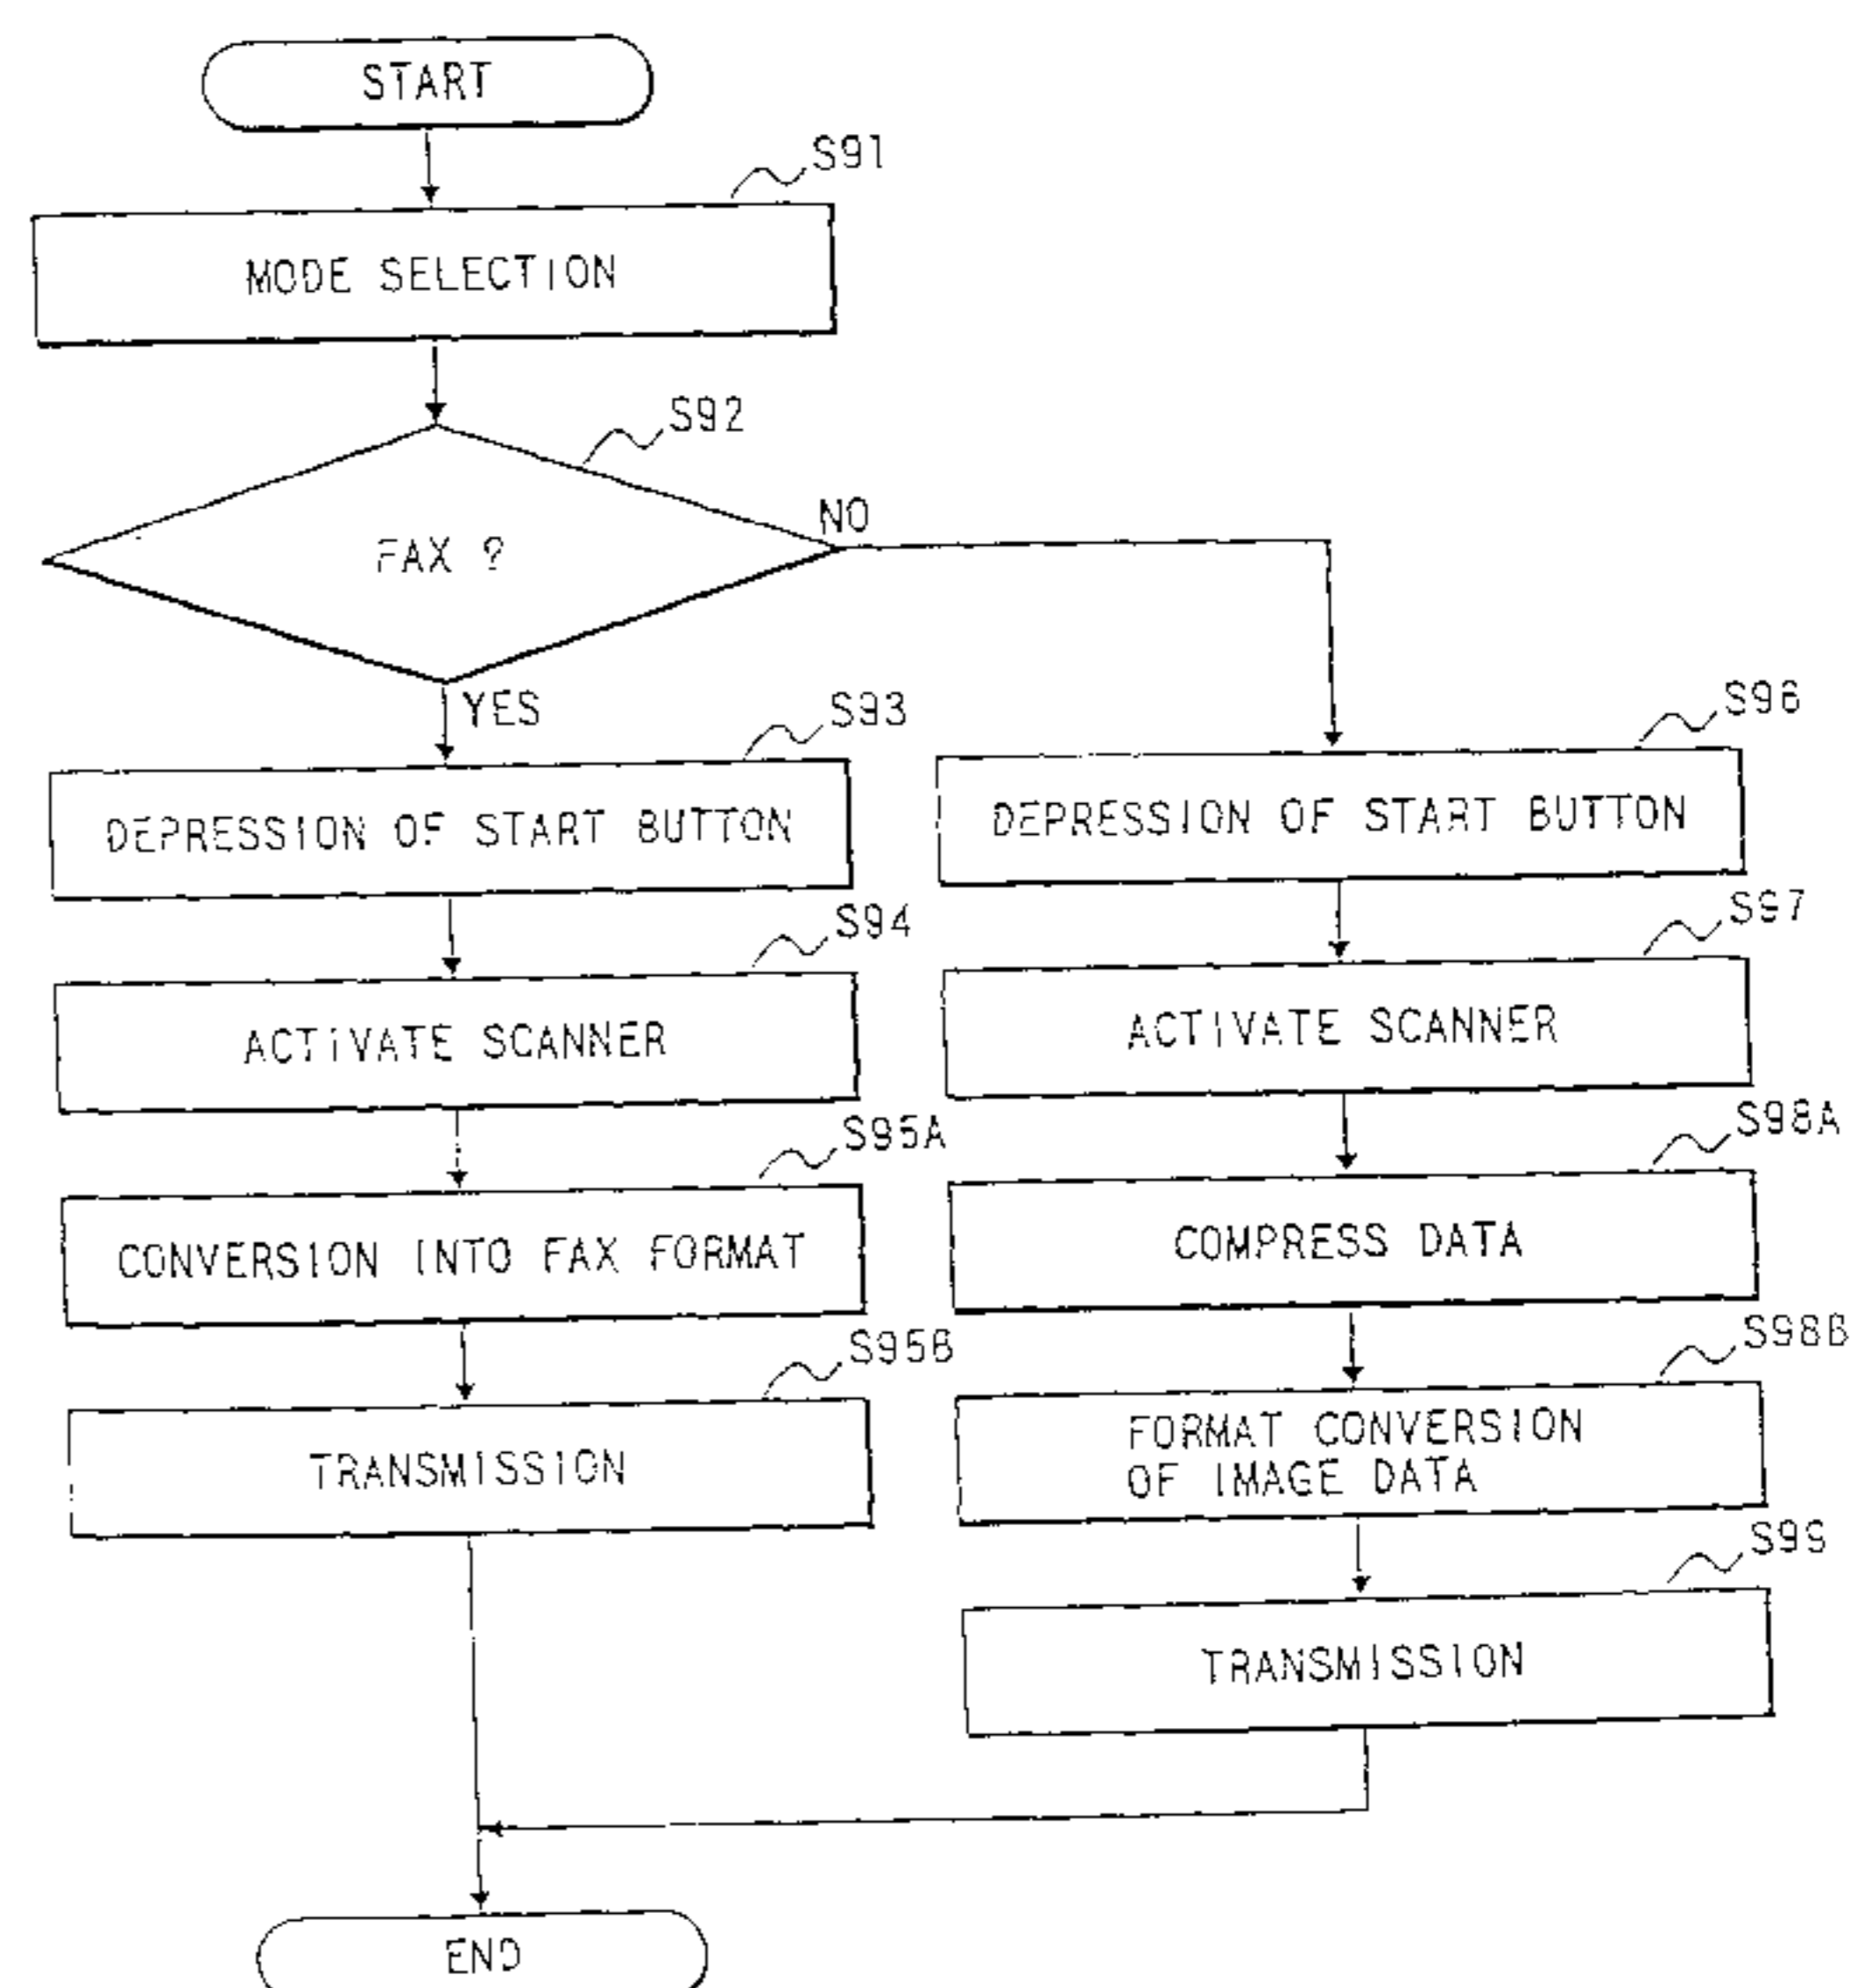 START
S91
MODE SELECTION
S92
FAX ?
NO
YES
S93
DEPRESSION OF START BUTTON
S94
ACTIVATE SCANNER
S95A
CONVERSION INTO FAX FORMAT
S95B
TRANSMISSION
S96
DEPRESSION OF START BUTTON
S97
ACTIVATE SCANNER
S98A
COMPRESS DATA
S98B
FORMAT CONVERSION
OF IMAGE DATA
S99
TRANSMISSION
END